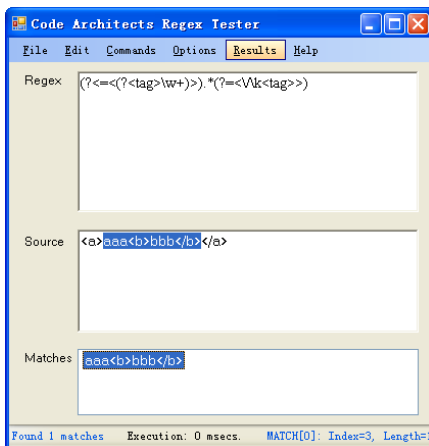 Code Architects Regex Tester
File Edit Commands Options Results Help
Regex
(?<=<(?<tag>\w+)>).*(?=<\/\k<tag>>)
Source
<a>aaa<b>bbb</b></a>
Matches
aaa<b>bbb</b>
Found 1 matches Execution: 0 msecs. MATCH[0]: Index=3, Length=